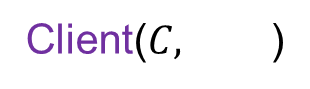 Client(𝐶, )